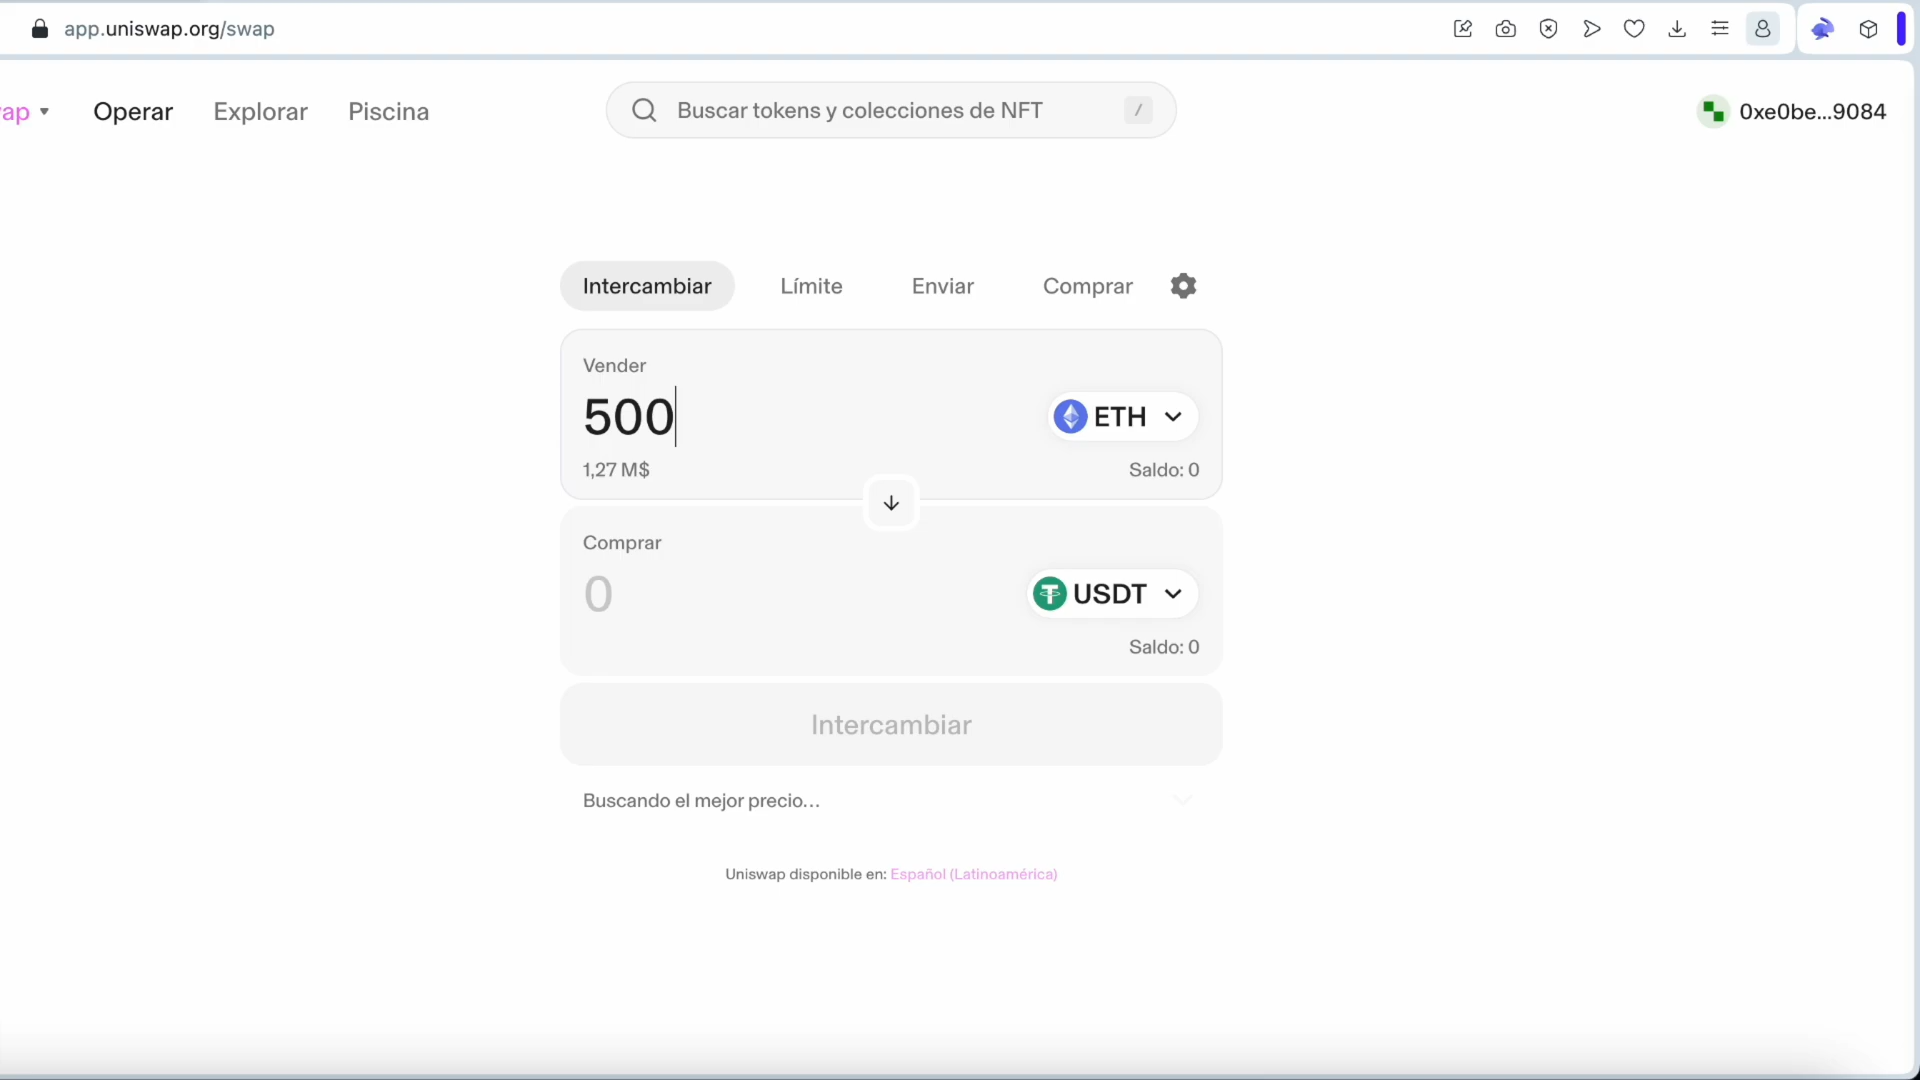 app.uniswap.org/swap
ap
Operar
Explorar
Piscina
Buscar tokens y colecciones de NFT
/
0xe0be...9084
Intercambiar
Límite
Enviar
Comprar
Vender
500
ETH
1,27 M$
Saldo: 0
Comprar
0
USDT
Saldo: 0
Intercambiar
Buscando el mejor precio...
Uniswap disponible en: Español (Latinoamérica)